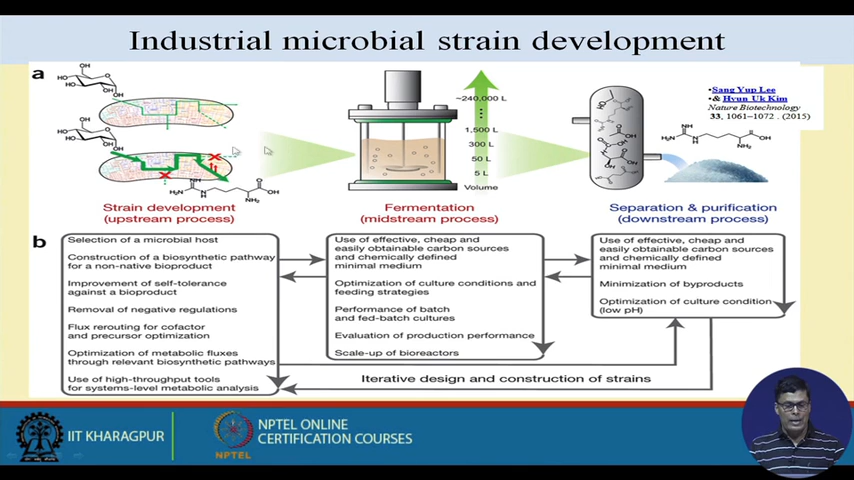 Industrial microbial strain development
a
•Sang Yup Lee
•& Hyun Uk Kim
Nature Biotechnology
33, 1061–1072 . (2015)
~240,000 L
1,500 L
300 L
50 L
5 L
Volume
Strain development
(upstream process)
Fermentation
(midstream process)
Separation & purification
(downstream process)
b
Selection of a microbial host
Construction of a biosynthetic pathway
for a non-native bioproduct
Improvement of self-tolerance
against a bioproduct
Removal of negative regulations
Flux rerouting for cofactor
and precursor optimization
Optimization of metabolic fluxes
through relevant biosynthetic pathways
Use of high-throughput tools
for systems-level metabolic analysis
Use of effective, cheap and
easily obtainable carbon sources
and chemically defined
minimal medium
Optimization of culture conditions and
feeding strategies
Performance of batch
and fed-batch cultures
Evaluation of production performance
Scale-up of bioreactors
Use of effective, cheap and
easily obtainable carbon sources
and chemically defined
minimal medium
Minimization of byproducts
Optimization of culture condition
(low pH)
Iterative design and construction of strains
IIT KHARAGPUR
NPTEL
NPTEL ONLINE
CERTIFICATION COURSES